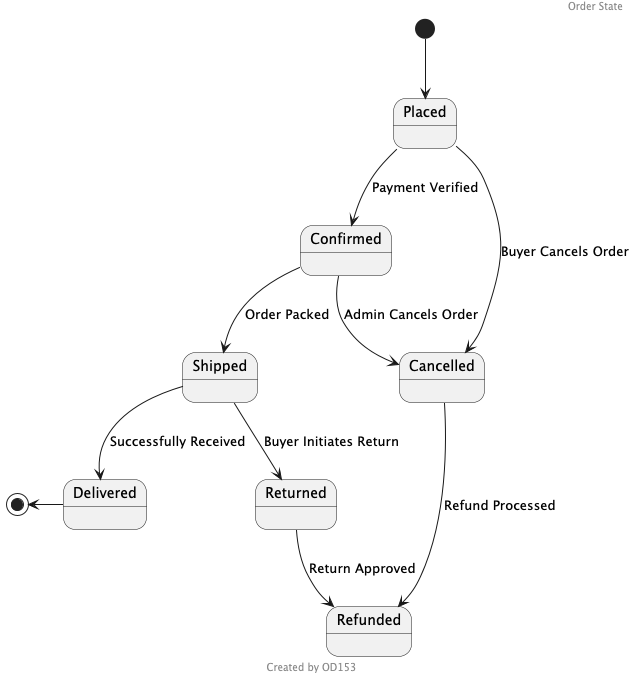 Order State
Placed
Payment Verified
Confirmed
Buyer Cancels Order
Order Packed
Admin Cancels Order
Shipped
Cancelled
Successfully Received
Buyer Initiates Return
Delivered
Returned
Refund Processed
Return Approved
Refunded
Created by OD153